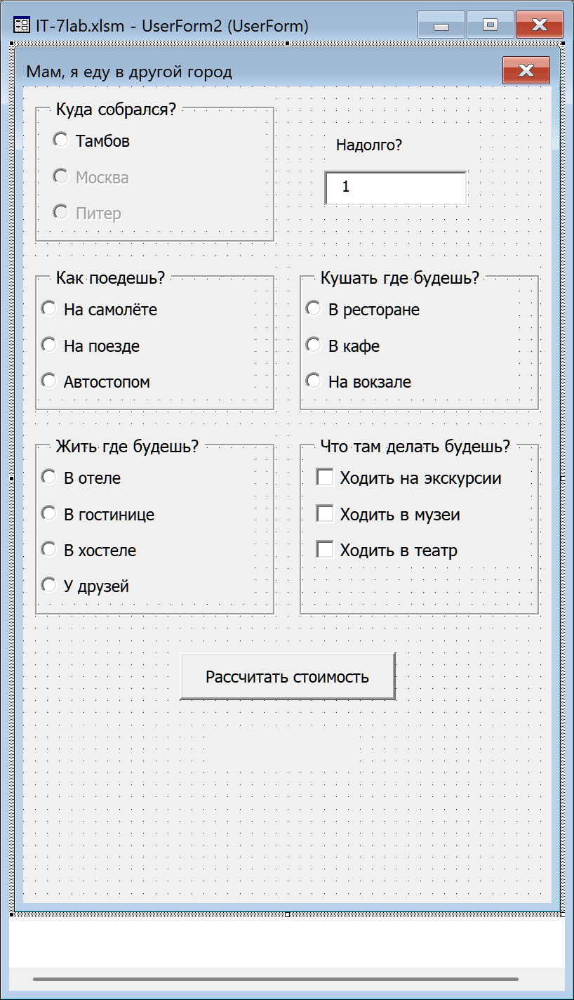 IT-7lab.xlsm - UserForm2 (UserForm)
Мам, я еду в другой город
Куда собрался?
Тамбов
Москва
Питер
Надолго?
1
Как поедешь?
На самолёте
На поезде
Автостопом
Кушать где будешь?
В ресторане
В кафе
На вокзале
Жить где будешь?
В отеле
В гостинице
В хостеле
У друзей
Что там делать будешь?
Ходить на экскурсии
Ходить в музеи
Ходить в театр
Рассчитать стоимость